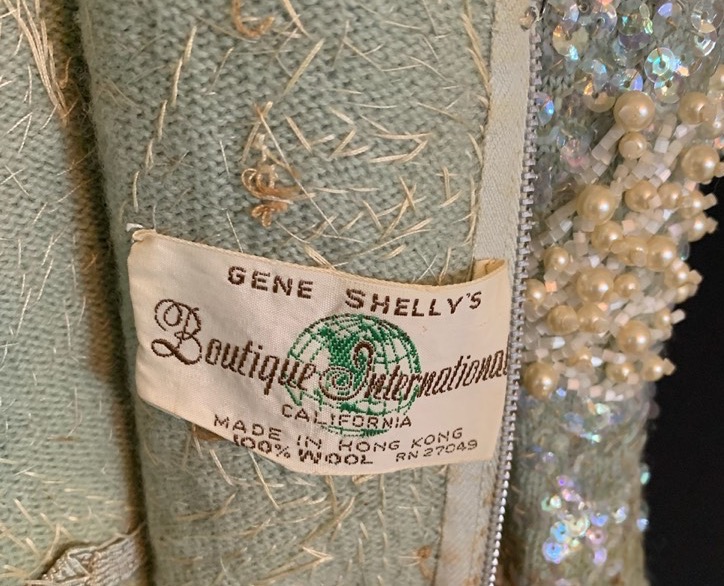 GENE SHELLY'S
Boutique International
CALIFORNIA
MADE IN HONG KONG
100% WOOL RN 27049